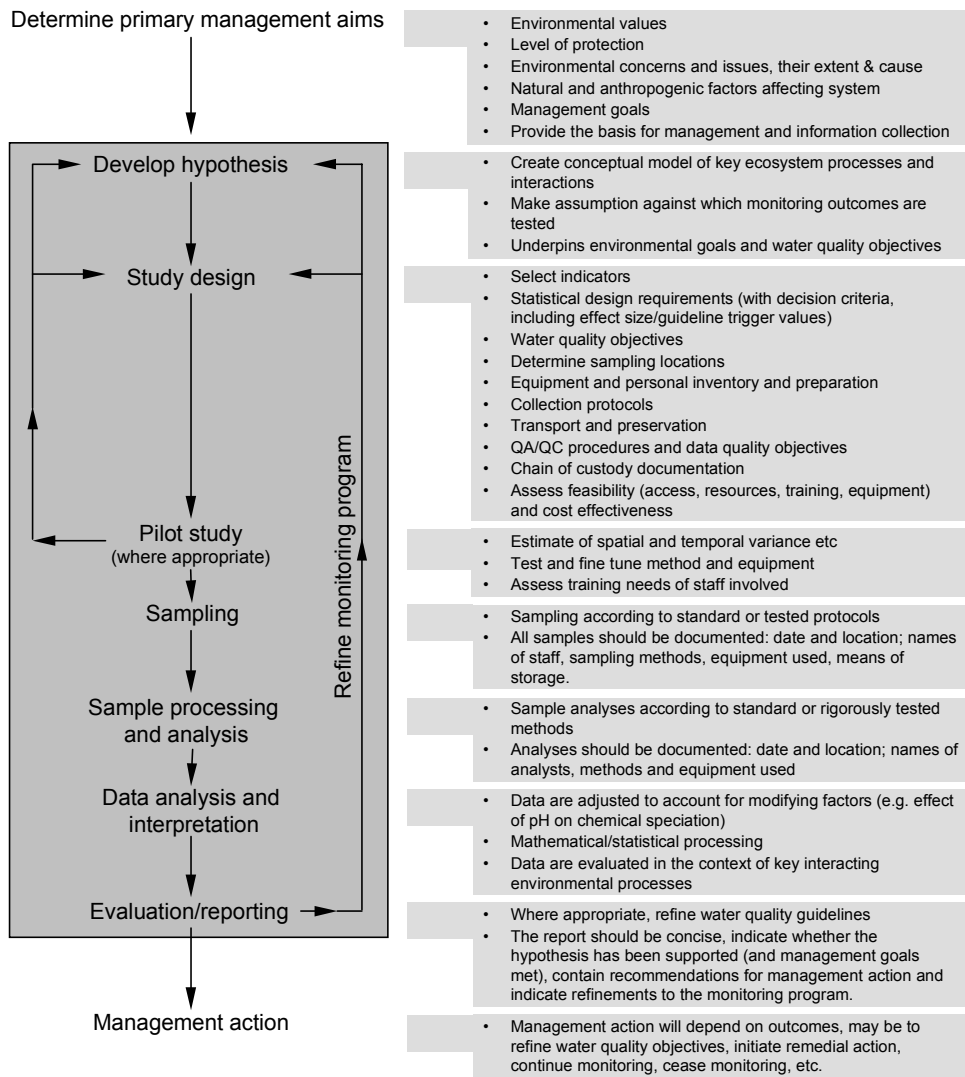 Determine primary management aims
• Environmental values
• Level of protection
• Environmental concerns and issues, their extent & cause
• Natural and anthropogenic factors affecting system
• Management goals
• Provide the basis for management and information collection
Develop hypothesis
• Create conceptual model of key ecosystem processes and
interactions
• Make assumption against which monitoring outcomes are
tested
• Underpins environmental goals and water quality objectives
Study design
• Select indicators
• Statistical design requirements (with decision criteria,
including effect size/guideline trigger values)
• Water quality objectives
• Determine sampling locations
• Equipment and personal inventory and preparation
• Collection protocols
• Transport and preservation
• QA/QC procedures and data quality objectives
• Chain of custody documentation
• Assess feasibility (access, resources, training, equipment)
and cost effectiveness
Refine monitoring program
Pilot study
(where appropriate)
• Estimate of spatial and temporal variance etc
• Test and fine tune method and equipment
• Assess training needs of staff involved
Sampling
• Sampling according to standard or tested protocols
• All samples should be documented: date and location; names
of staff, sampling methods, equipment used, means of
storage.
Sample processing
and analysis
• Sample analyses according to standard or rigorously tested
methods
• Analyses should be documented: date and location; names of
analysts, methods and equipment used
Data analysis and
interpretation
• Data are adjusted to account for modifying factors (e.g. effect
of pH on chemical speciation)
• Mathematical/statistical processing
• Data are evaluated in the context of key interacting
environmental processes
Evaluation/reporting
• Where appropriate, refine water quality guidelines
• The report should be concise, indicate whether the
hypothesis has been supported (and management goals
met), contain recommendations for management action and
indicate refinements to the monitoring program.
Management action
• Management action will depend on outcomes, may be to
refine water quality objectives, initiate remedial action,
continue monitoring, cease monitoring, etc.